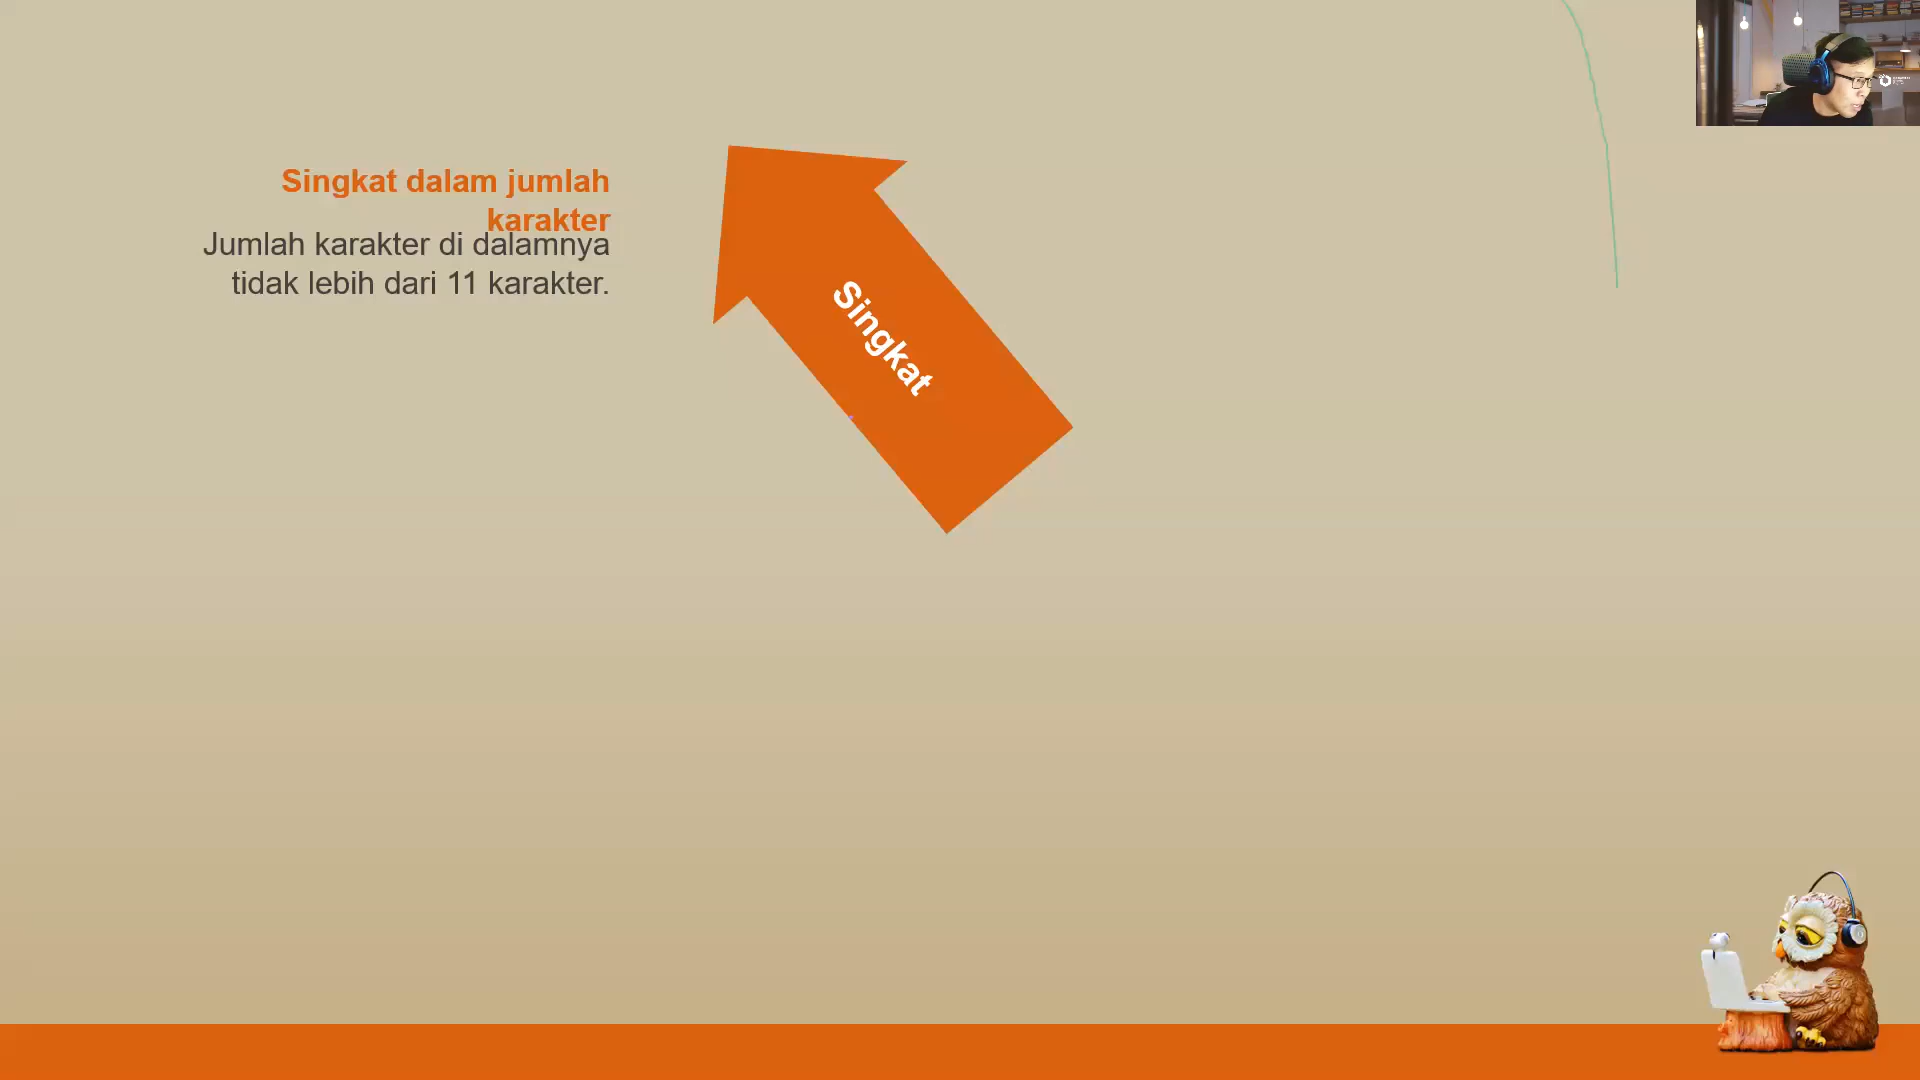 Singkat dalam jumlah
karakter
Jumlah karakter di dalamnya
tidak lebih dari 11 karakter.
Singkat